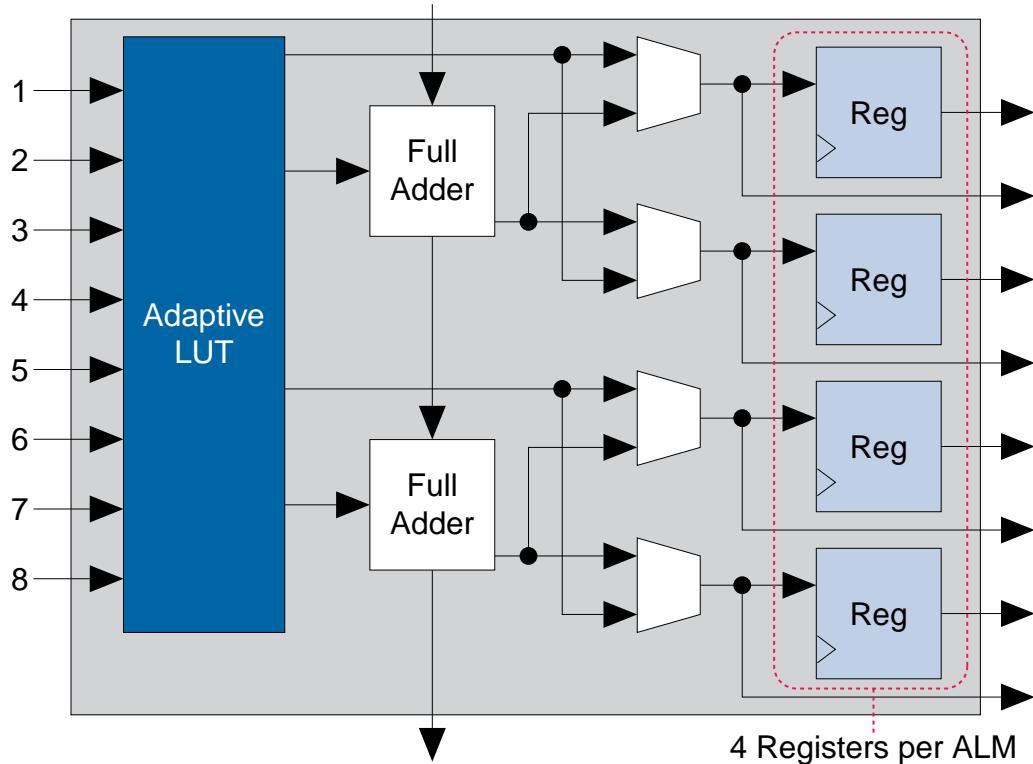 1
2
3
4
5
6
7
8
Adaptive
LUT
Full
Adder
Full
Adder
Reg
Reg
Reg
Reg
4 Registers per ALM